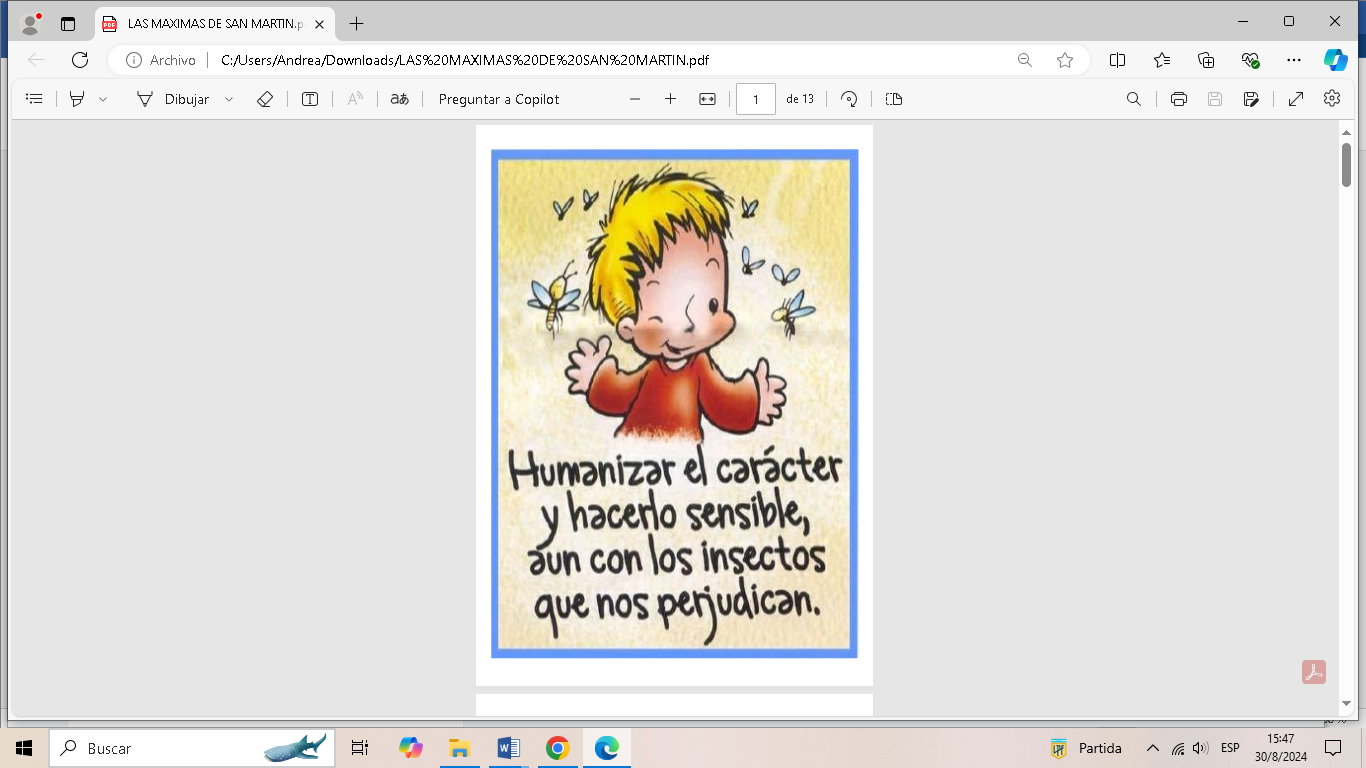 LAS MAXIMAS DE SAN MARTIN.p
Archivo
C:/Users/Andrea/Downloads/LAS%20MAXIMAS%20DE%20SAN%20MARTIN.pdf
Dibujar
aあ
Preguntar a Copilot
1
de 13
Humanizar el carácter
y hacerlo sensible,
aun con los insectos
que nos perjudican.
Buscar
Partida
ESP
15:47
30/8/2024